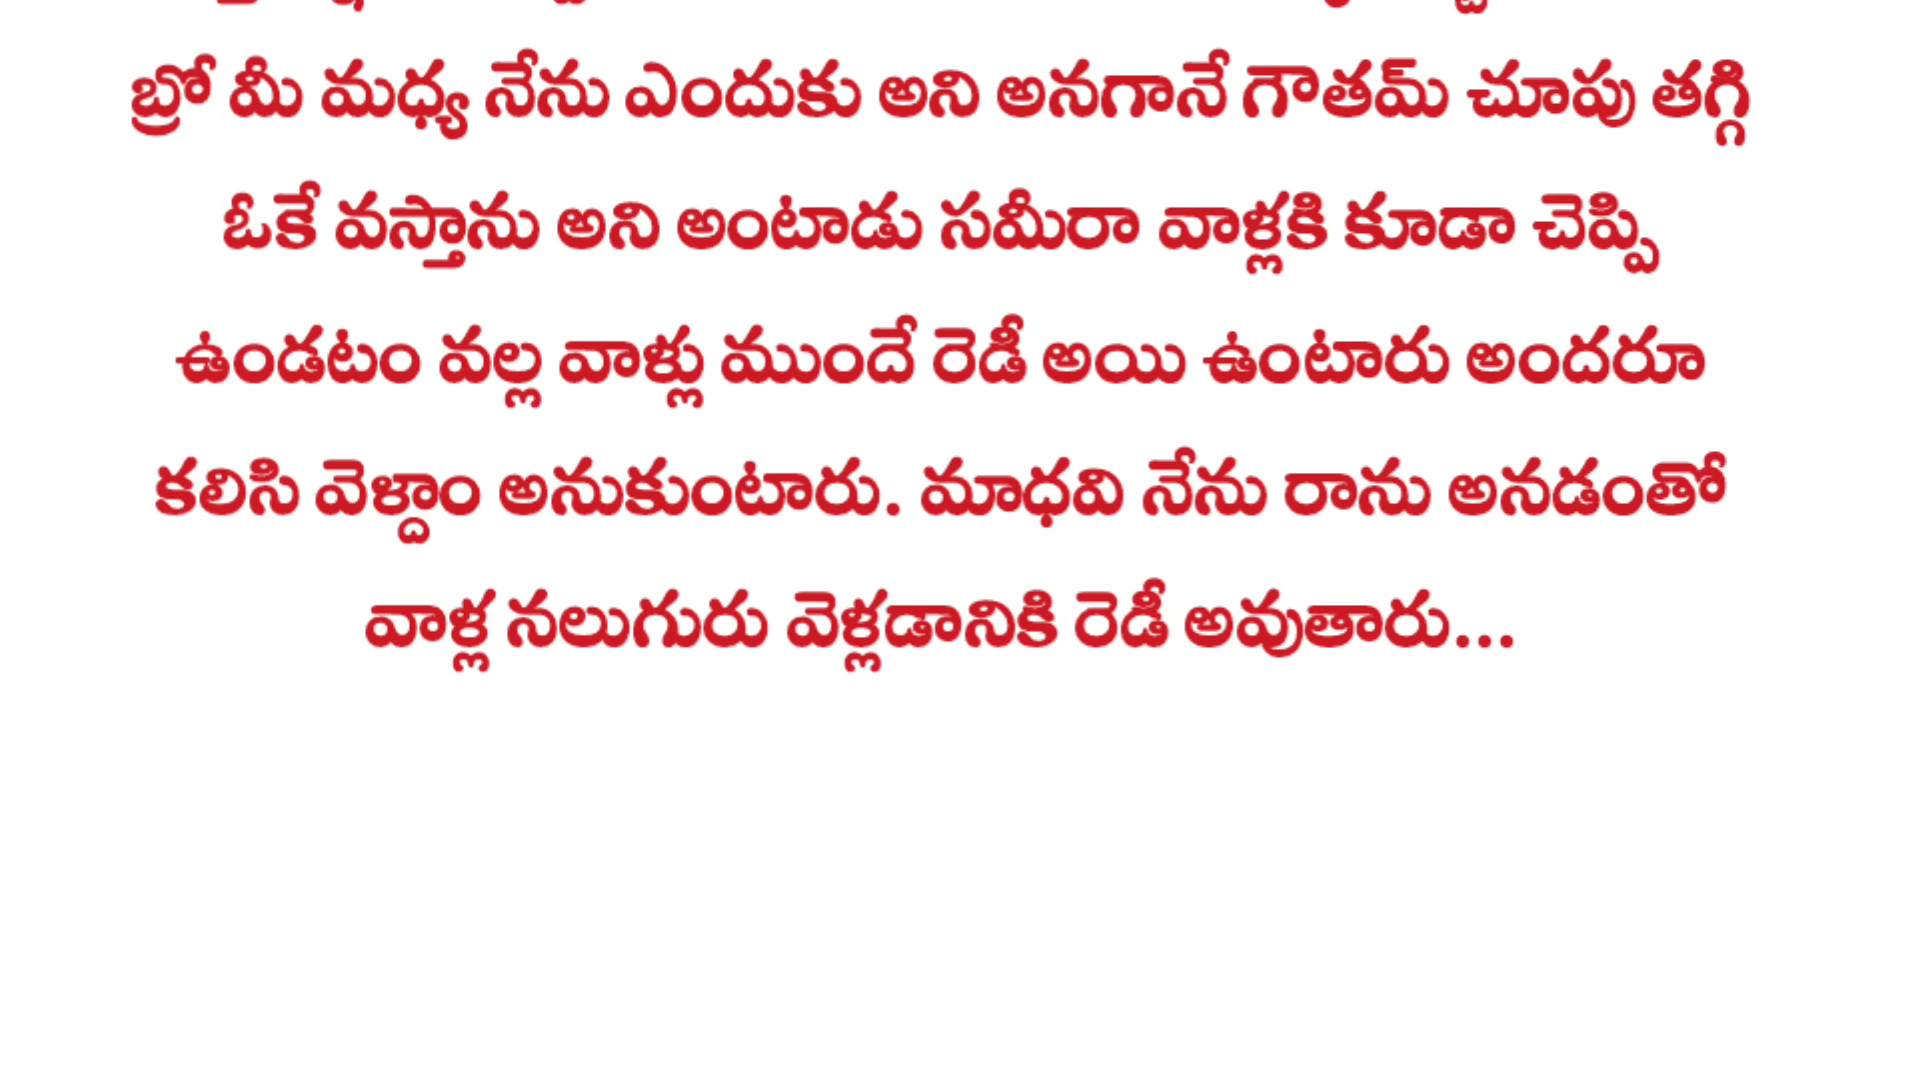 బ్రో మీ మధ్య నేను ఎందుకు అని అనగానే గౌతమ్ చూపు తగ్గి
ఓకే వస్తాను అని అంటాడు సమీరా వాళ్లకి కూడా చెప్పి
ఉండటం వల్ల వాళ్లు ముందే రెడీ అయి ఉంటారు అందరూ
కలిసి వెళ్దాం అనుకుంటారు. మాధవి నేను రాను అనడంతో
వాళ్ల నలుగురు వెళ్లడానికి రెడీ అవుతారు...